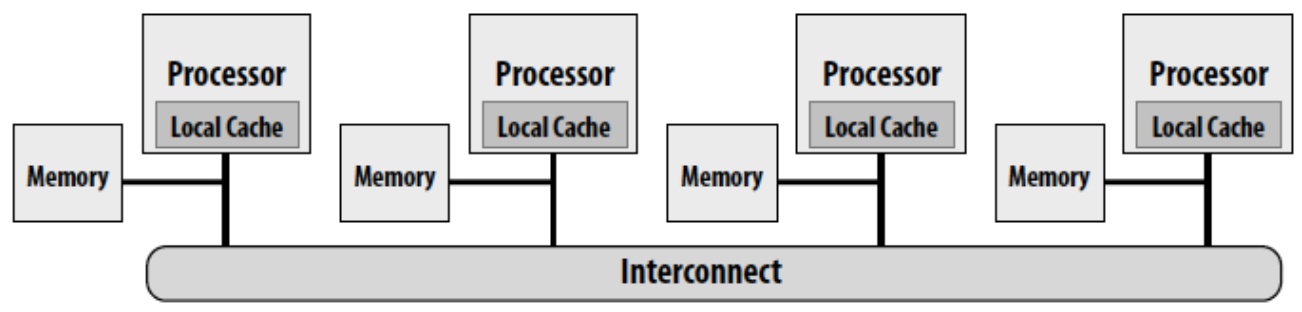 Processor
Local Cache
Memory
Processor
Local Cache
Memory
Processor
Local Cache
Memory
Processor
Local Cache
Memory
Interconnect